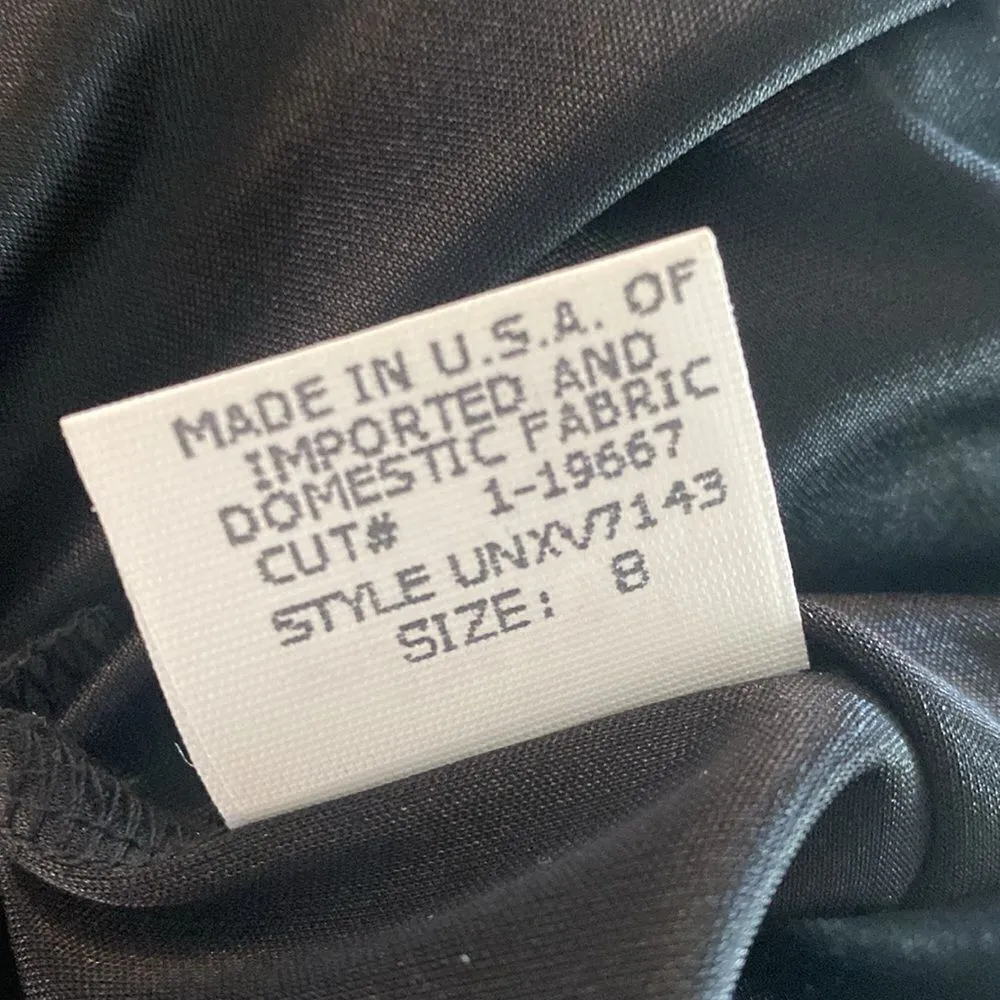 MADE IN U.S.A. OF
IMPORTED AND
DOMESTIC FABRIC
CUT# 1-19667
STYLE UNXV7143
SIZE: 8